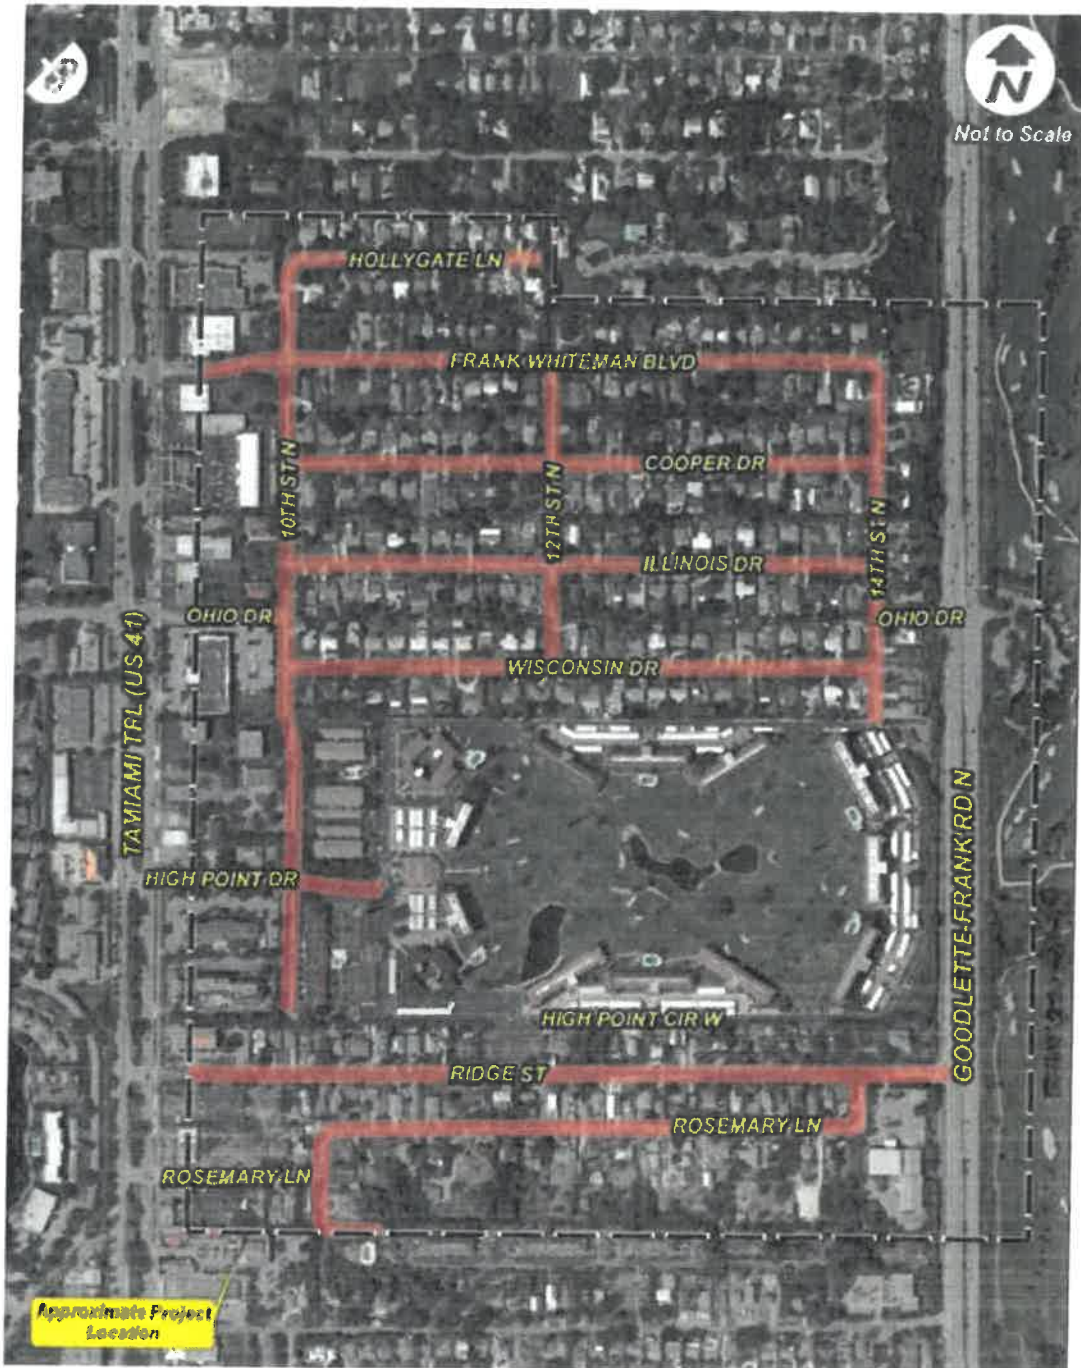 N
Not to Scale
HOLLYGATE LN
FRANK WHITEMAN BLVD
10TH ST N
COOPER DR
12TH ST N
ILLINOIS DR
14TH ST N
OHIO DR
OHIO DR
TAMIAMI TRL (US 41)
WISCONSIN DR
HIGH POINT DR
GOODLETTE-FRANK RD N
HIGH POINT CIR W
RIDGE ST
ROSEMARY LN
ROSEMARY LN
Approximate Project
Location